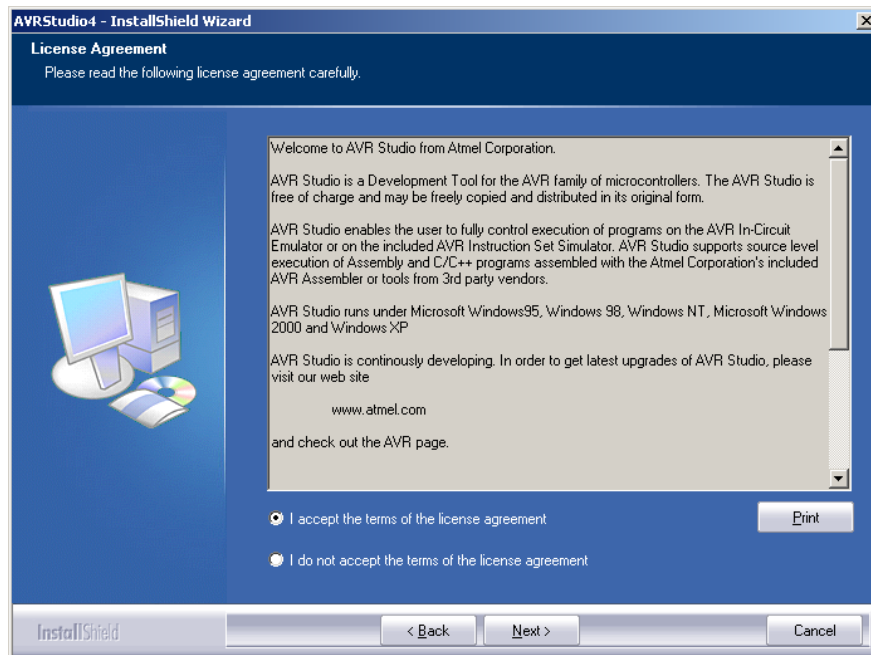 AVRStudio4 - InstallShield Wizard
License Agreement
Please read the following license agreement carefully.
Welcome to AVR Studio from Atmel Corporation.
AVR Studio is a Development Tool for the AVR family of microcontrollers. The AVR Studio is
free of charge and may be freely copied and distributed in its original form.
AVR Studio enables the user to fully control execution of programs on the AVR In-Circuit
Emulator or on the included AVR Instruction Set Simulator. AVR Studio supports source level
execution of Assembly and C/C++ programs assembled with the Atmel Corporation's included
AVR Assembler or tools from 3rd party vendors.
AVR Studio runs under Microsoft Windows95, Windows 98, Windows NT, Microsoft Windows
2000 and Windows XP
AVR Studio is continously developing. In order to get latest upgrades of AVR Studio, please
visit our web site
www.atmel.com
and check out the AVR page.
I accept the terms of the license agreement
Print
I do not accept the terms of the license agreement
InstallShield
< Back
Next >
Cancel